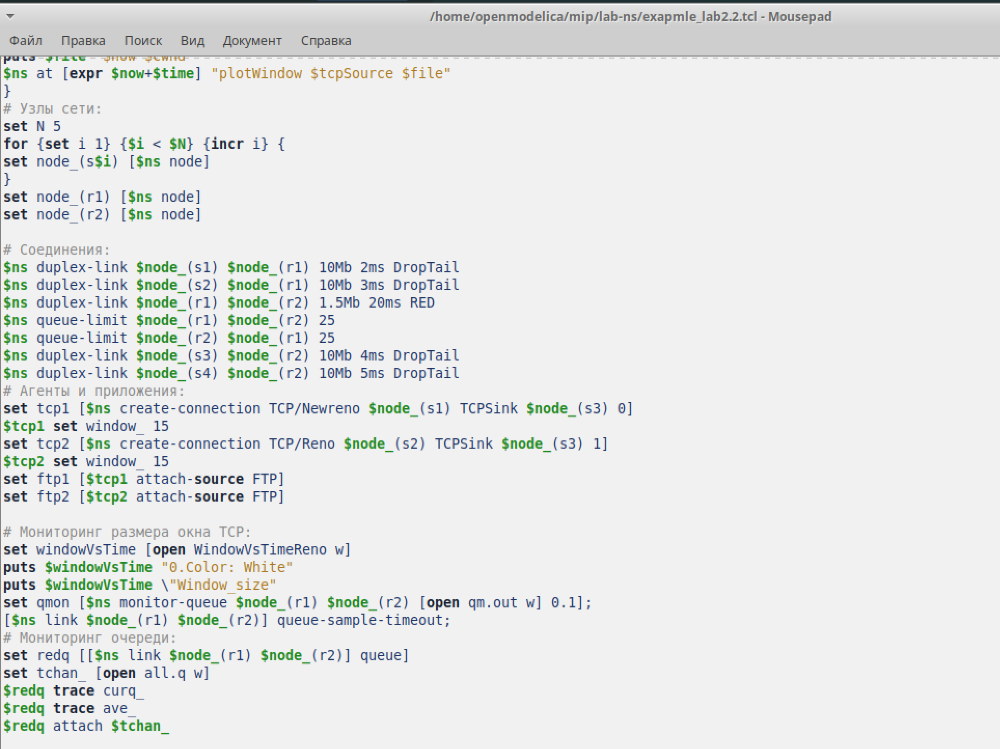 /home/openmodelica/mip/lab-ns/exapmle_lab2.2.tcl - Mousepad
Файл Правка Поиск Вид Документ Справка
puts $file "$now $cwnd"
$ns at [expr $now+$time] "plotWindow $tcpSource $file"
}
# Узлы сети:
set N 5
for {set i 1} {$i < $N} {incr i} {
set node_(s$i) [$ns node]
}
set node_(r1) [$ns node]
set node_(r2) [$ns node]
# Соединения:
$ns duplex-link $node_(s1) $node_(r1) 10Mb 2ms DropTail
$ns duplex-link $node_(s2) $node_(r1) 10Mb 3ms DropTail
$ns duplex-link $node_(r1) $node_(r2) 1.5Mb 20ms RED
$ns queue-limit $node_(r1) $node_(r2) 25
$ns queue-limit $node_(r2) $node_(r1) 25
$ns duplex-link $node_(s3) $node_(r2) 10Mb 4ms DropTail
$ns duplex-link $node_(s4) $node_(r2) 10Mb 5ms DropTail
# Агенты и приложения:
set tcp1 [$ns create-connection TCP/Newreno $node_(s1) TCPSink $node_(s3) 0]
$tcp1 set window_ 15
set tcp2 [$ns create-connection TCP/Reno $node_(s2) TCPSink $node_(s3) 1]
$tcp2 set window_ 15
set ftp1 [$tcp1 attach-source FTP]
set ftp2 [$tcp2 attach-source FTP]
# Мониторинг размера окна TCP:
set windowVsTime [open WindowVsTimeReno w]
puts $windowVsTime "0.Color: White"
puts $windowVsTime \"Window_size"
set qmon [$ns monitor-queue $node_(r1) $node_(r2) [open qm.out w] 0.1];
[$ns link $node_(r1) $node_(r2)] queue-sample-timeout;
# Мониторинг очереди:
set redq [[$ns link $node_(r1) $node_(r2)] queue]
set tchan_ [open all.q w]
$redq trace curq_
$redq trace ave_
$redq attach $tchan_